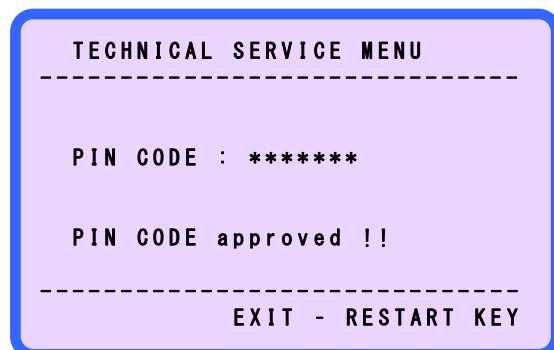 TECHNICAL SERVICE MENU
------------------------------
PIN CODE : *******
PIN CODE approved !!
------------------------------
EXIT - RESTART KEY